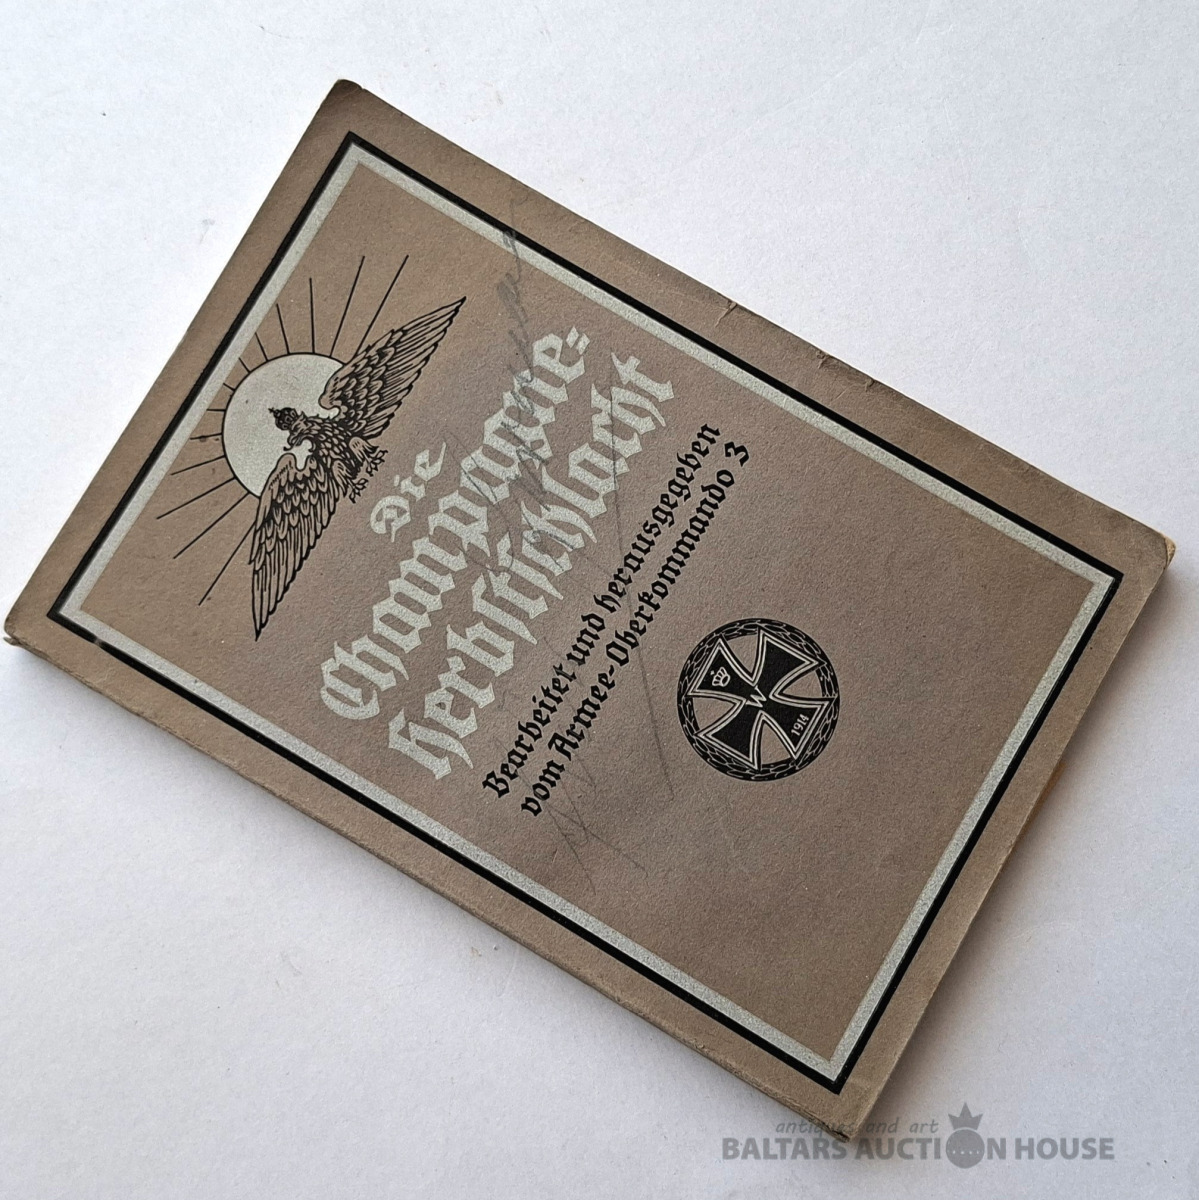 Die
Champagne=
Herbstschlacht
Bearbeitet und herausgegeben
vom Armee-Oberkommando 3
W
1914
antiques and art
BALTARS AUCTION HOUSE